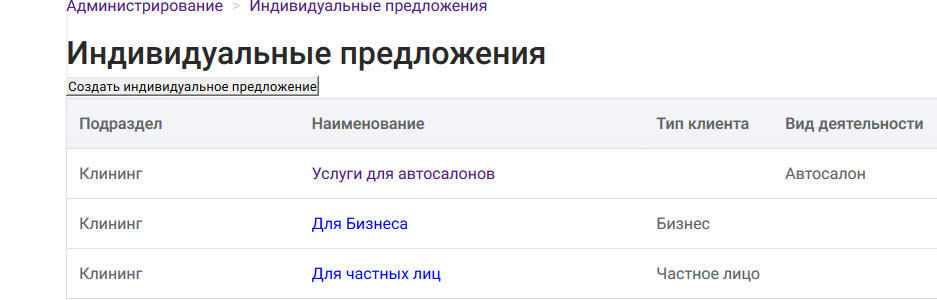 Администрирование > Индивидуальные предложения
Индивидуальные предложения
Создать индивидуальное предложение
Подраздел Наименование Тип клиента Вид деятельности
Клининг Услуги для автосалонов Автосалон
Клининг Для Бизнеса Бизнес
Клининг Для частных лиц Частное лицо